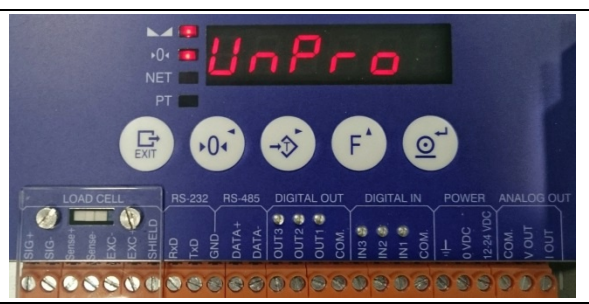 UnPro
0
NET
PT
EXIT
0
T
F
LOAD CELL
RS-232
RS-485
DIGITAL OUT
DIGITAL IN
POWER
ANALOG OUT
SIG+
SIG-
Sense+
Sense-
EXC+
EXC-
SHIELD
RxD
TxD
GND
DATA+
DATA-
OUT3
OUT2
OUT1
COM.
IN3
IN2
IN1
COM.
0 VDC
12-24 VDC
COM.
V OUT
I OUT